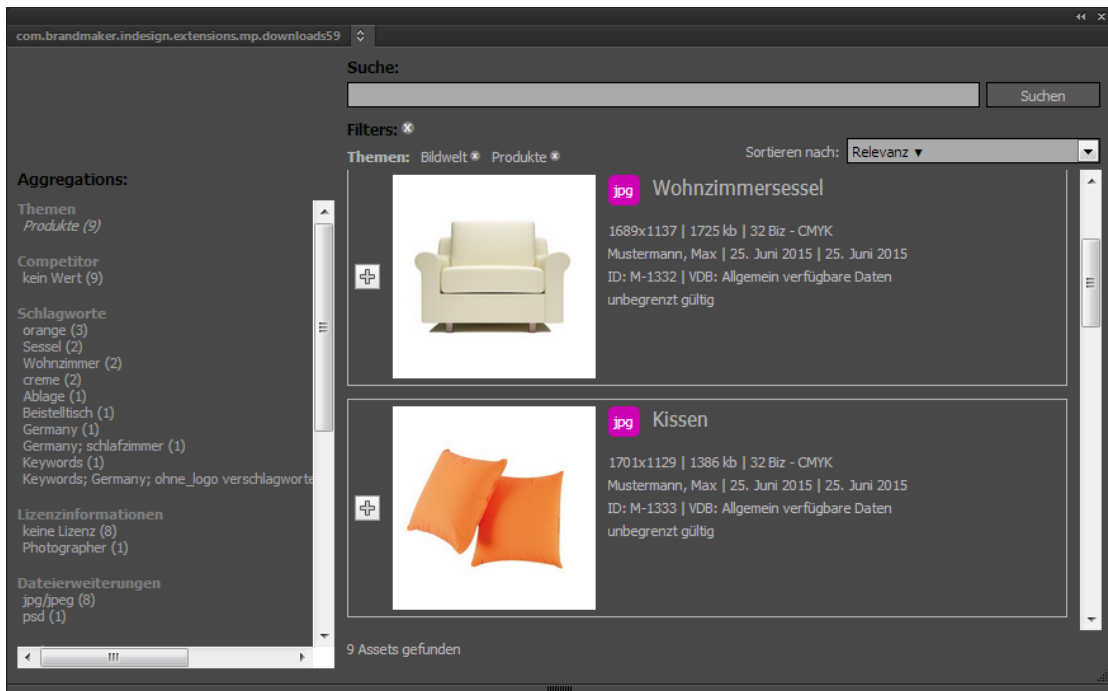 com.brandmaker.indesign.extensions.mp.downloads59
Suche:
Suchen
Filters:
Themen: Bildwelt Produkte
Sortieren nach: Relevanz ▼
Aggregations:
Themen
Produkte (9)
Competitor
kein Wert (9)
Schlagworte
orange (3)
Sessel (2)
Wohnzimmer (2)
creme (2)
Ablage (1)
Beistelltisch (1)
Germany (1)
Germany; schlafzimmer (1)
Keywords (1)
Keywords; Germany; ohne_logo verschlagworte
Lizenzinformationen
keine Lizenz (8)
Photographer (1)
Dateierweiterungen
jpg/jpeg (8)
psd (1)
jpg Wohnzimmersessel
1689x1137 | 1725 kb | 32 Biz - CMYK
Mustermann, Max | 25. Juni 2015 | 25. Juni 2015
ID: M-1332 | VDB: Allgemein verfügbare Daten
unbegrenzt gültig
jpg Kissen
1701x1129 | 1386 kb | 32 Biz - CMYK
Mustermann, Max | 25. Juni 2015 | 25. Juni 2015
ID: M-1333 | VDB: Allgemein verfügbare Daten
unbegrenzt gültig
9 Assets gefunden